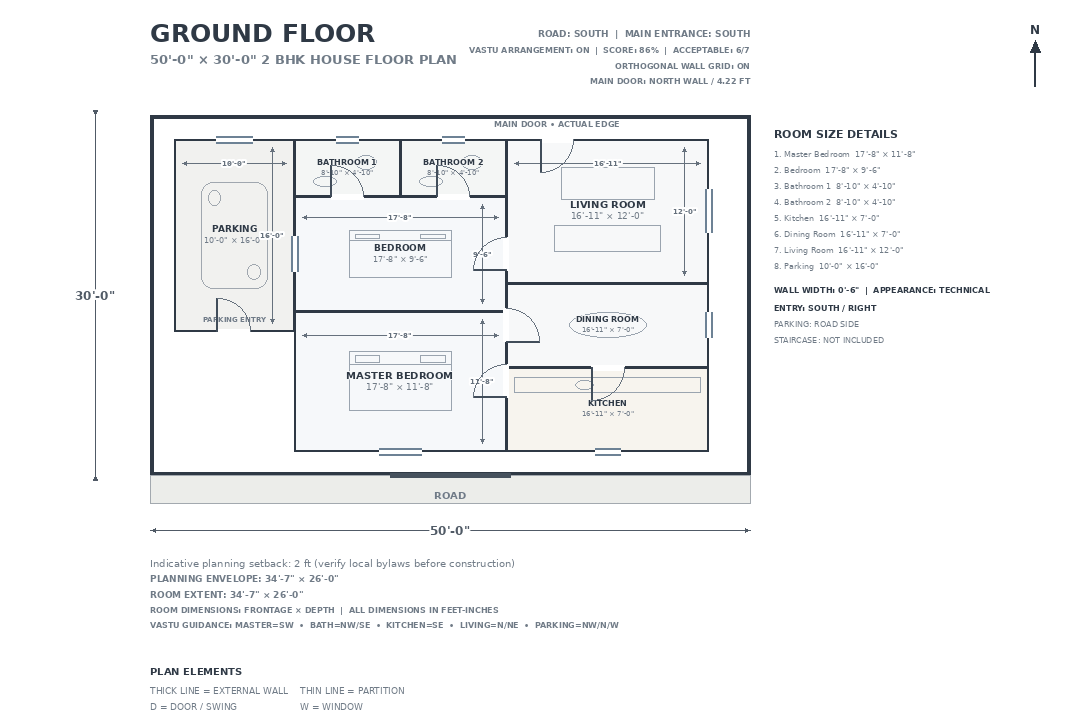 GROUND FLOOR
50'-0" × 30'-0" 2 BHK HOUSE FLOOR PLAN
ROAD: SOUTH | MAIN ENTRANCE: SOUTH
VASTU ARRANGEMENT: ON | SCORE: 86% | ACCEPTABLE: 6/7
ORTHOGONAL WALL GRID: ON
MAIN DOOR: NORTH WALL / 4.22 FT
N
MAIN DOOR • ACTUAL EDGE
10'-0"
BATHROOM 1
8'-10" × 4'-10"
BATHROOM 2
8'-10" × 4'-10"
16'-11"
LIVING ROOM
16'-11" × 12'-0"
12'-0"
PARKING
10'-0" × 16'-0"
16'-0"
PARKING ENTRY
17'-8"
BEDROOM
17'-8" × 9'-6"
9'-6"
DINING ROOM
16'-11" × 7'-0"
17'-8"
MASTER BEDROOM
17'-8" × 11'-8"
11'-8"
KITCHEN
16'-11" × 7'-0"
30'-0"
ROAD
50'-0"
ROOM SIZE DETAILS
1. Master Bedroom 17'-8" × 11'-8"
2. Bedroom 17'-8" × 9'-6"
3. Bathroom 1 8'-10" × 4'-10"
4. Bathroom 2 8'-10" × 4'-10"
5. Kitchen 16'-11" × 7'-0"
6. Dining Room 16'-11" × 7'-0"
7. Living Room 16'-11" × 12'-0"
8. Parking 10'-0" × 16'-0"
WALL WIDTH: 0'-6" | APPEARANCE: TECHNICAL
ENTRY: SOUTH / RIGHT
PARKING: ROAD SIDE
STAIRCASE: NOT INCLUDED
Indicative planning setback: 2 ft (verify local bylaws before construction)
PLANNING ENVELOPE: 34'-7" × 26'-0"
ROOM EXTENT: 34'-7" × 26'-0"
ROOM DIMENSIONS: FRONTAGE × DEPTH | ALL DIMENSIONS IN FEET-INCHES
VASTU GUIDANCE: MASTER=SW • BATH=NW/SE • KITCHEN=SE • LIVING=N/NE • PARKING=NW/N/W
PLAN ELEMENTS
THICK LINE = EXTERNAL WALL THIN LINE = PARTITION
D = DOOR / SWING W = WINDOW